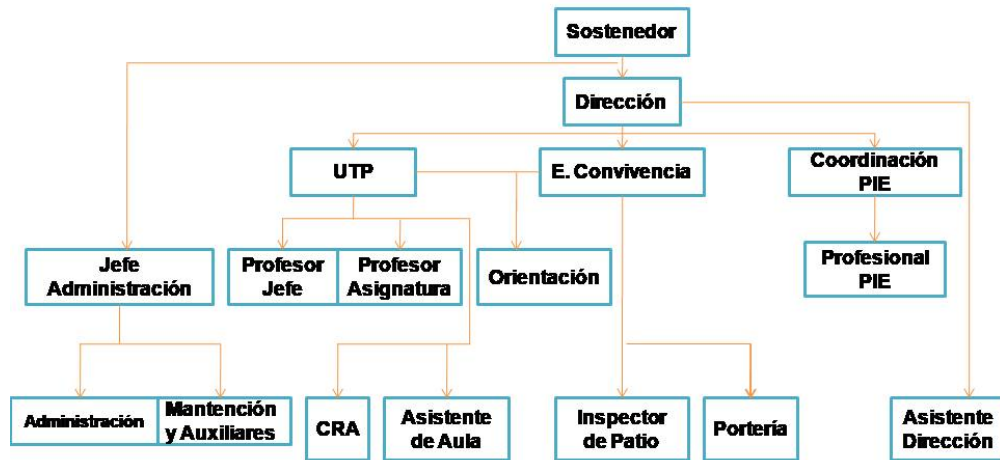 Sostenedor
Dirección
UTP
E. Convivencia
Coordinación
PIE
Jefe
Administración
Profesor
Jefe
Profesor
Asignatura
Orientación
Profesional
PIE
Administración
Mantención
y Auxiliares
CRA
Asistente
de Aula
Inspector
de Patio
Portería
Asistente
Dirección